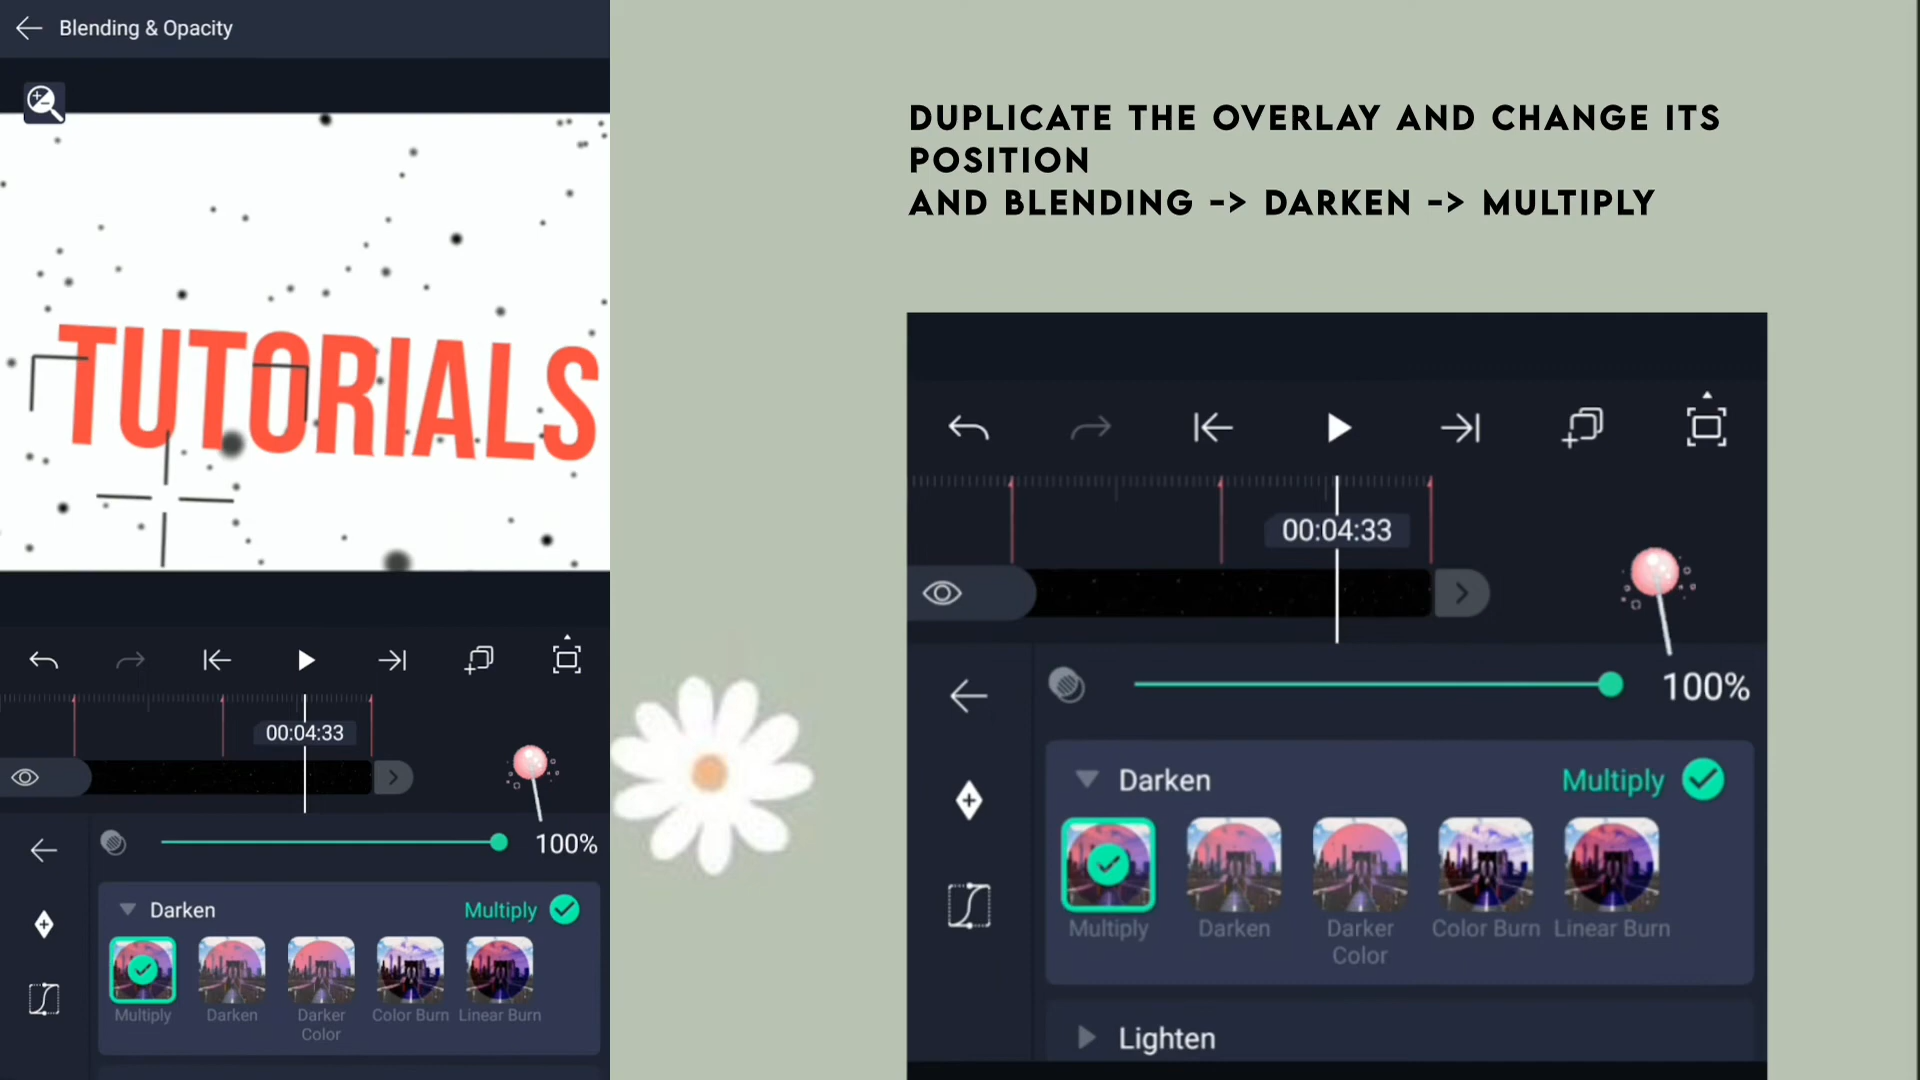 Blending & Opacity
TUTORIALS
00:04:33
100%
Darken
Multiply
Multiply
Darken
Darker
Color
Color Burn
Linear Burn
DUPLICATE THE OVERLAY AND CHANGE ITS
POSITION
AND BLENDING -> DARKEN -> MULTIPLY
00:04:33
100%
Darken
Multiply
Multiply
Darken
Darker
Color
Color Burn
Linear Burn
Lighten